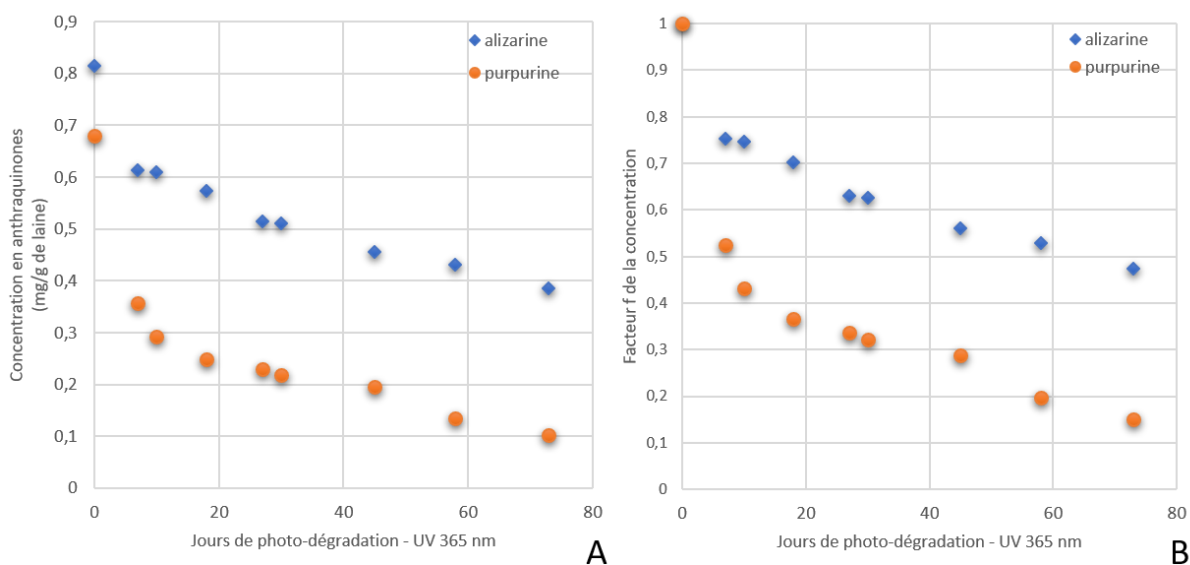 0,9
0,8
0,7
0,6
0,5
0,4
0,3
0,2
0,1
0
0
20
40
60
80
Concentration en anthraquinones
(mg/g de laine)
Jours de photo-dégradation - UV 365 nm
alizarine
purpurine
A
1
0,9
0,8
0,7
0,6
0,5
0,4
0,3
0,2
0,1
0
0
20
40
60
80
Facteur f de la concentration
Jours de photo-dégradation - UV 365 nm
alizarine
purpurine
B